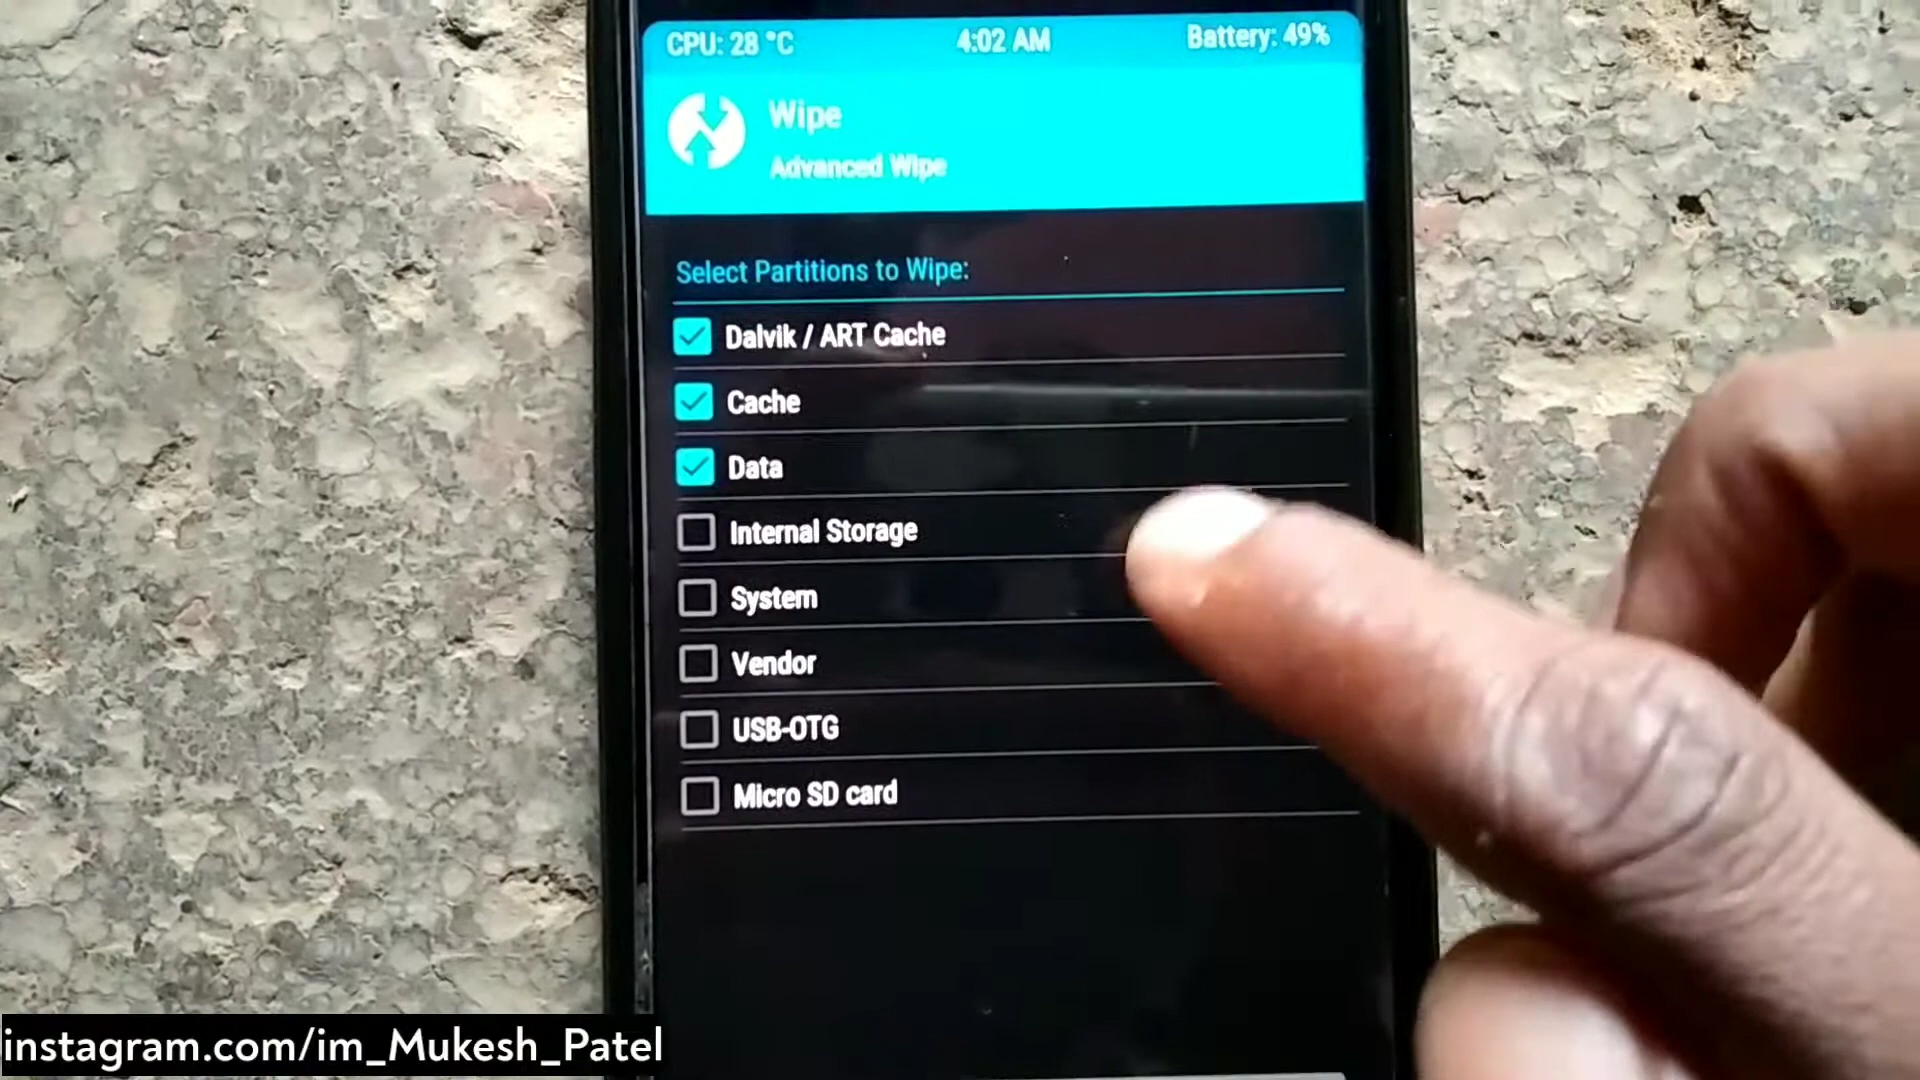 CPU: 28 °C 4:02 AM Battery: 49%
Wipe
Advanced Wipe
Select Partitions to Wipe:
Dalvik / ART Cache
Cache
Data
Internal Storage
System
Vendor
USB-OTG
Micro SD card
instagram.com/im_Mukesh_Patel